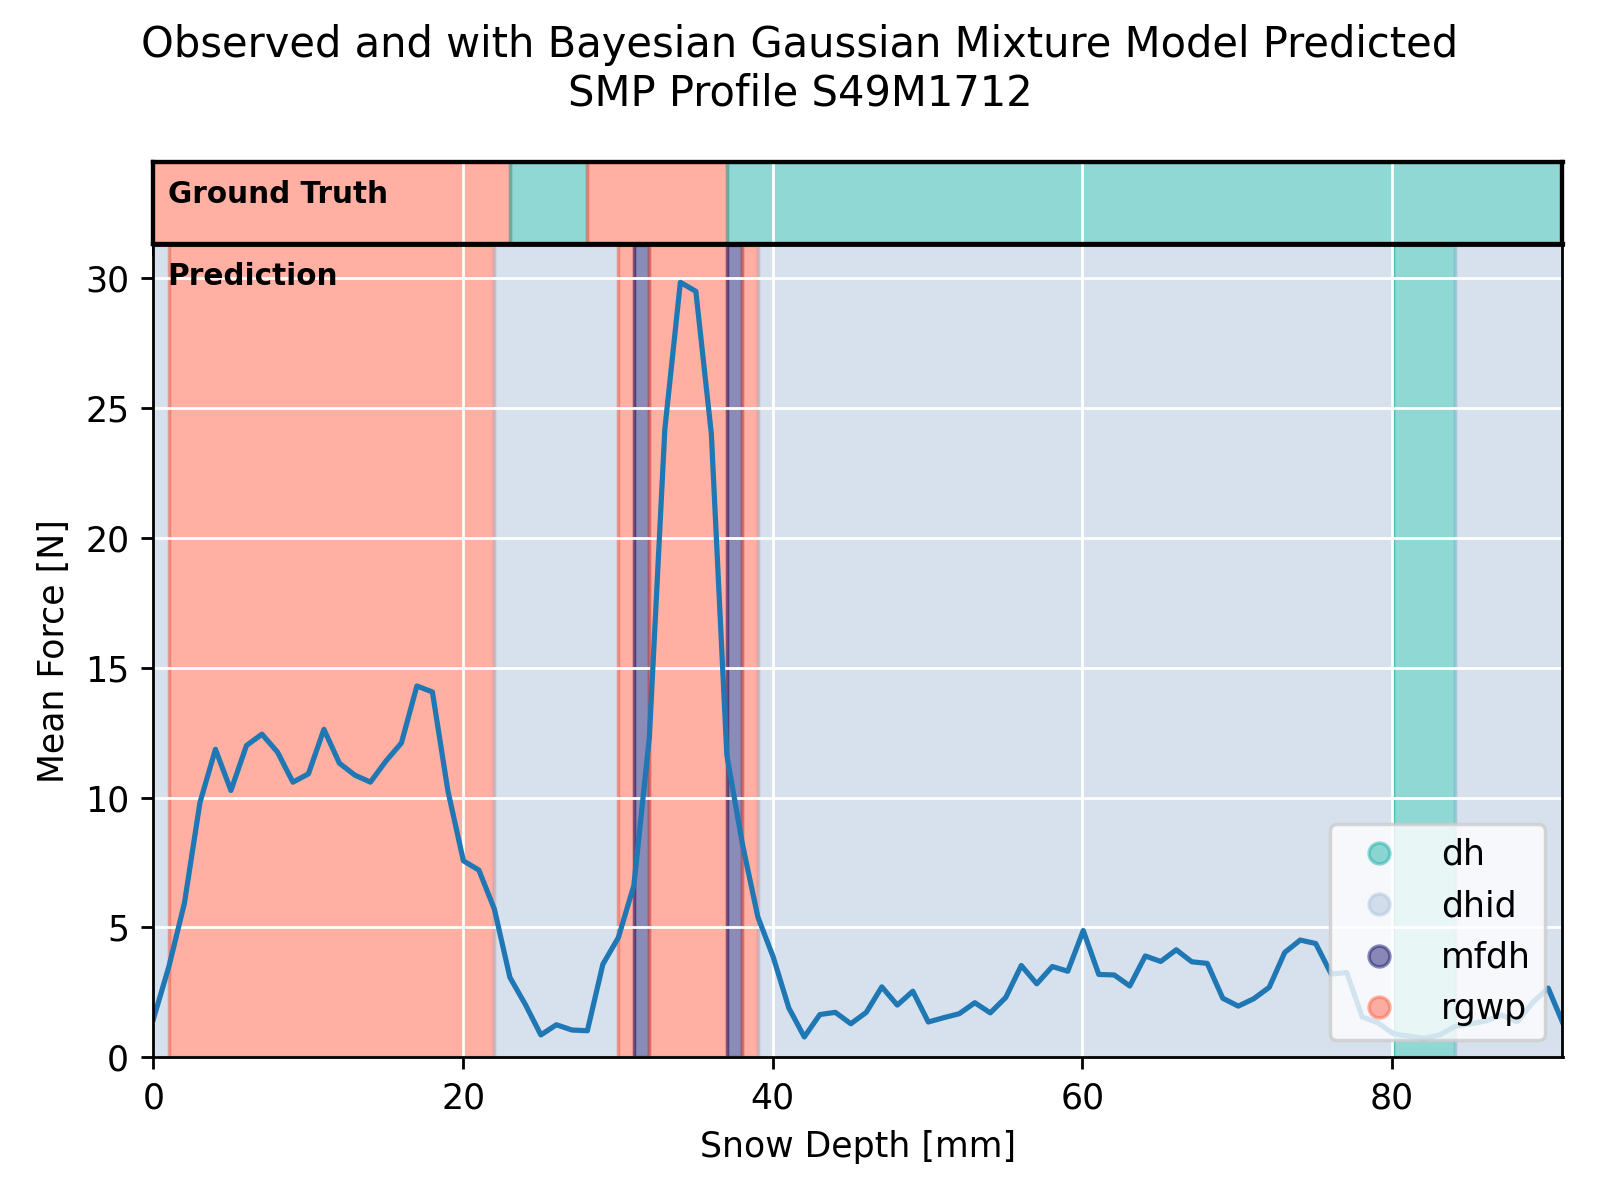 Observed and with Bayesian Gaussian Mixture Model Predicted
SMP Profile S49M1712
Ground Truth
Prediction
30
25
20
15
10
5
0
Mean Force [N]
0 20 40 60 80
Snow Depth [mm]
dh
dhid
mfdh
rgwp